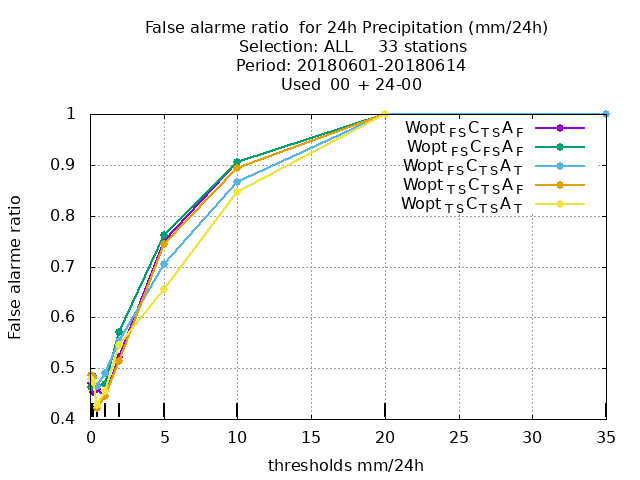 False alarme ratio  for 24h Precipitation (mm/24h)
Selection: ALL     33 stations
Period: 20180601-20180614
Used  00 + 24-00
False alarme ratio
1
0.9
0.8
0.7
0.6
0.5
0.4
Wopt FS C TS A F
Wopt FS C FS A F
Wopt FS C TS A T
Wopt TS C TS A F
Wopt TS C TS A T
0 5 10 15 20 25 30 35
thresholds mm/24h